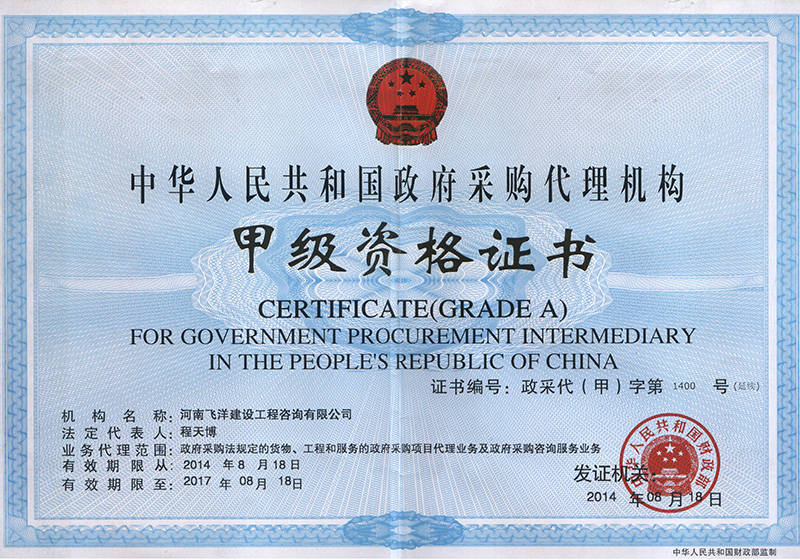 中华人民共和国政府采购代理机构
甲级资格证书
CERTIFICATE(GRADE A)
FOR GOVERNMENT PROCUREMENT INTERMEDIARY
IN THE PEOPLE'S REPUBLIC OF CHINA
证书编号：政采代（甲）字第 1400 号(延续)
机构名称：河南飞洋建设工程咨询有限公司
法定代表人：程天博
业务代理范围：政府采购法规定的货物、工程和服务的政府采购项目代理业务及政府采购咨询服务业务
有效期限从：2014 年 8 月 18 日
有效期限至：2017 年 08 月 18 日
中华人民共和国财政部
发证机关：
2014 年 08 月 18 日
中华人民共和国财政部监制